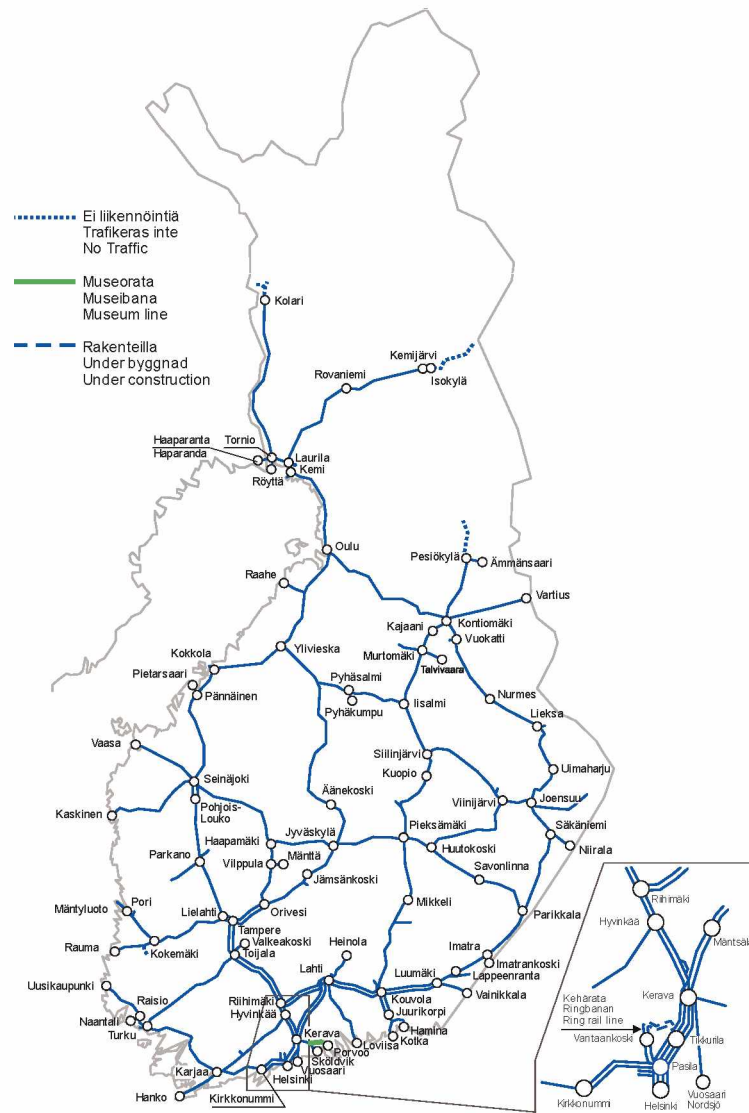 Ei liikennöintiä
Trafikeras inte
No Traffic
Museorata
Museibana
Museum line
Rakenteilla
Under byggnad
Under construction
Kolari
Kemijärvi
Isokylä
Rovaniemi
Haaparanta
Haparanda
Tornio
Laurila
Kemi
Röyttä
Oulu
Pesiökylä
Ämmänsaari
Raahe
Vartius
Kontiomäki
Kajaani
Vuokatti
Murtomäki
Talvivaara
Ylivieska
Kokkola
Pietarsaari
Pännäinen
Pyhäsalmi
Pyhäkumpu
Iisalmi
Nurmes
Lieksa
Vaasa
Siilinjärvi
Kuopio
Uimaharju
Seinäjoki
Pohjois-
Louko
Äänekoski
Viinijärvi
Joensuu
Kaskinen
Haapamäki
Jyväskylä
Pieksämäki
Säkäniemi
Niirala
Huutokoski
Parkano
Vilppula
Mänttä
Jämsänkoski
Savonlinna
Mikkeli
Parikkala
Pori
Mäntyluoto
Lielahti
Orivesi
Tampere
Valkeakoski
Toijala
Heinola
Rauma
Kokemäki
Lahti
Imatra
Imatrankoski
Luumäki
Lappeenranta
Vainikkala
Uusikaupunki
Raisio
Naantali
Turku
Riihimäki
Hyvinkää
Kouvola
Juurikorpi
Hamina
Kotka
Loviisa
Kerava
Porvoo
Sköldvik
Vuosaari
Helsinki
Karjaa
Hanko
Kirkkonummi
Riihimäki
Hyvinkää
Mäntsälä
Kerava
Kehärata
Ringbanan
Ring rail line
Vantaankoski
Tikkurila
Pasila
Kirkkonummi
Helsinki
Vuosaari
Nordsjö